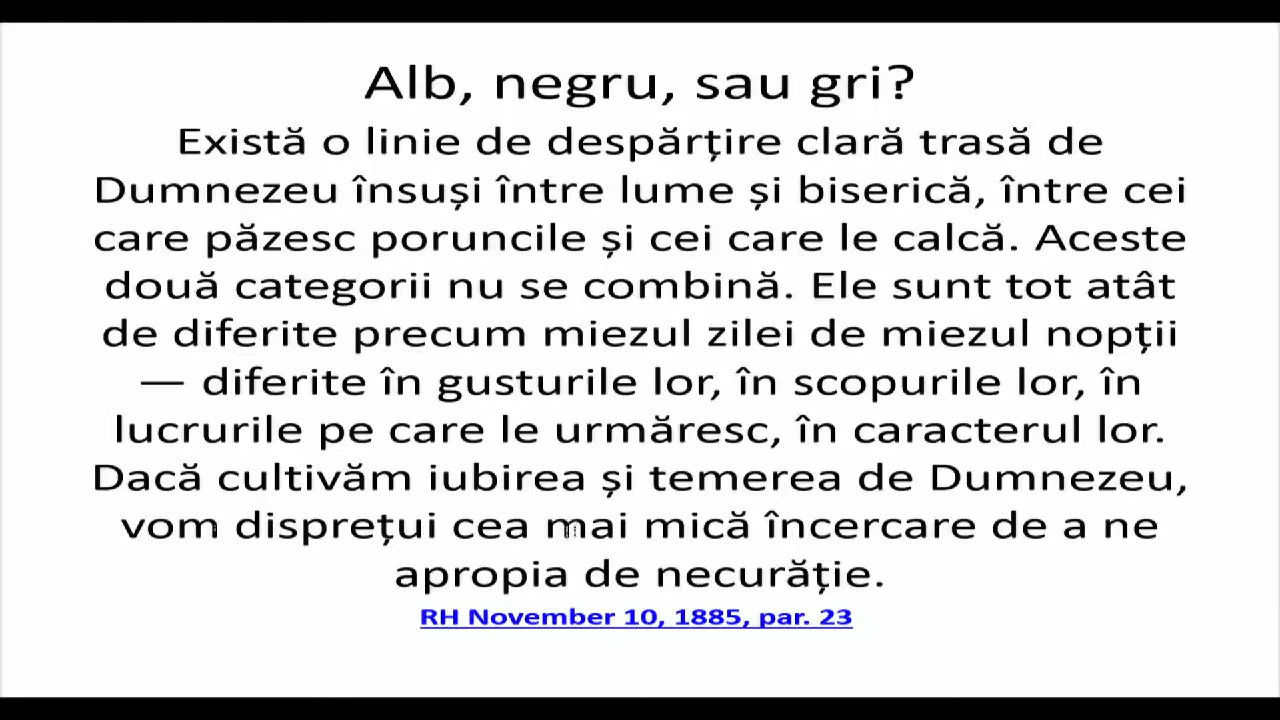 Alb, negru, sau gri?
Există o linie de despărțire clară trasă de
Dumnezeu însuși între lume și biserică, între cei
care păzesc poruncile și cei care le calcă. Aceste
două categorii nu se combină. Ele sunt tot atât
de diferite precum miezul zilei de miezul nopții
— diferite în gusturile lor, în scopurile lor, în
lucrurile pe care le urmăresc, în caracterul lor.
Dacă cultivăm iubirea și temerea de Dumnezeu,
vom disprețui cea mai mică încercare de a ne
apropia de necurăție.
RH November 10, 1885, par. 23